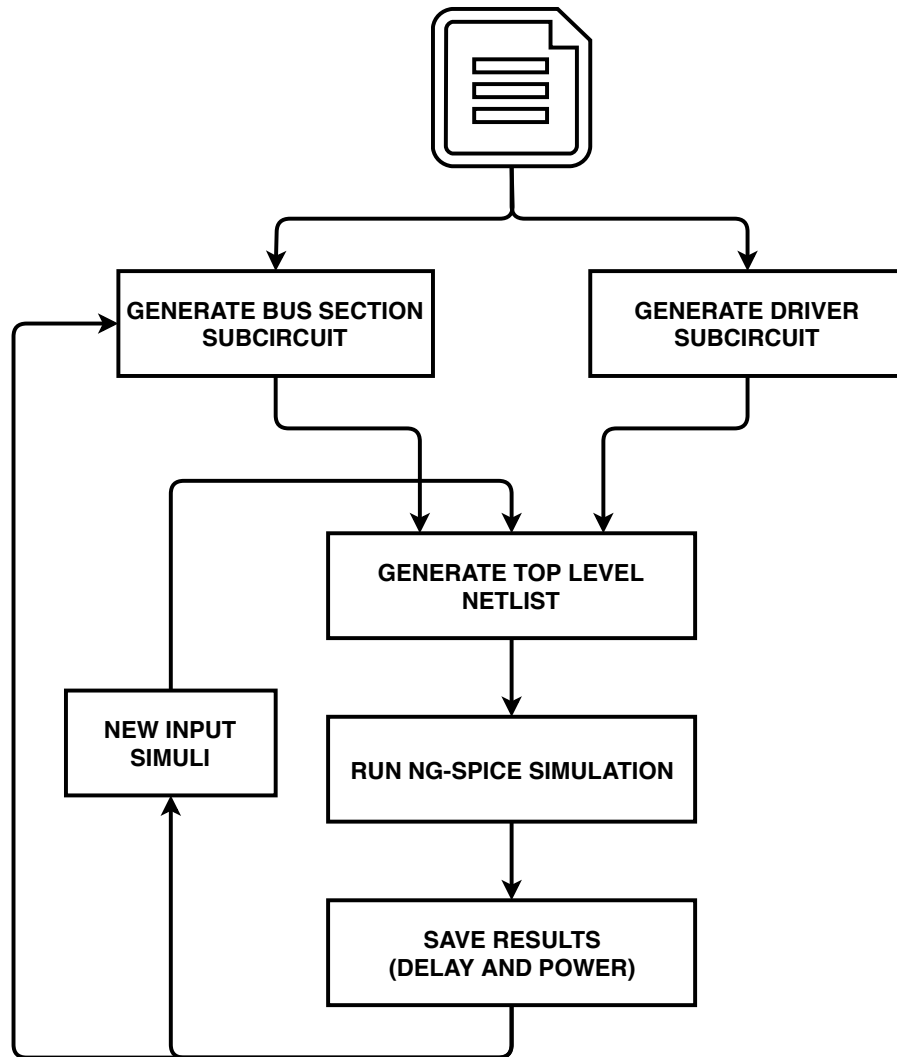 GENERATE BUS SECTION
SUBCIRCUIT
GENERATE DRIVER
SUBCIRCUIT
GENERATE TOP LEVEL
NETLIST
NEW INPUT
SIMULI
RUN NG-SPICE SIMULATION
SAVE RESULTS
(DELAY AND POWER)